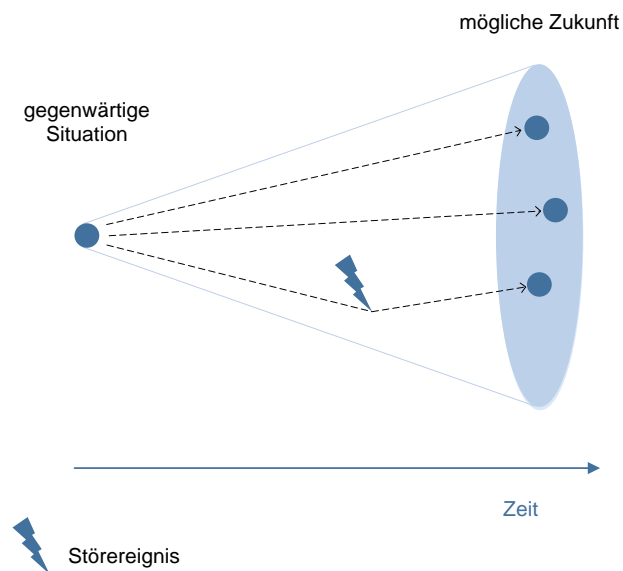 mögliche Zukunft
gegenwärtige
Situation
Zeit
Störereignis